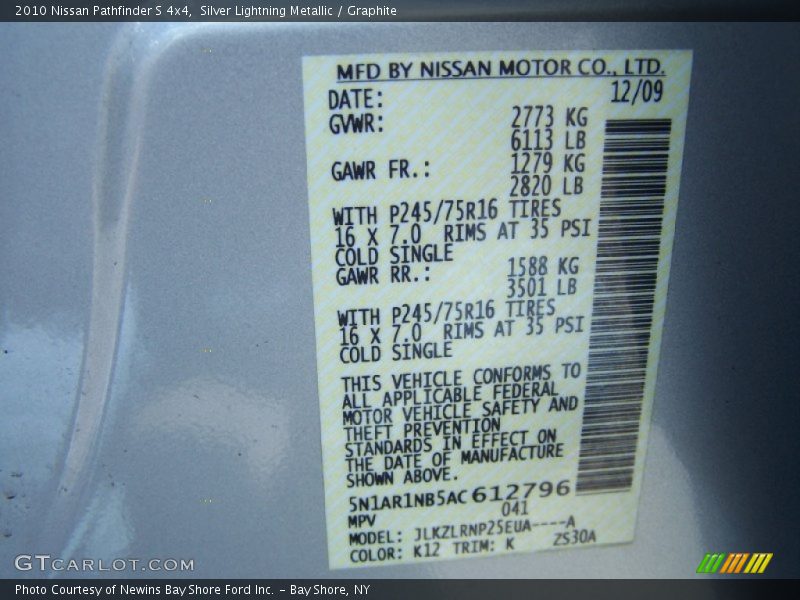 2010 Nissan Pathfinder S 4x4, Silver Lightning Metallic / Graphite
MFD BY NISSAN MOTOR CO., LTD.
DATE: 12/09
GVWR: 2773 KG
6113 LB
GAWR FR.: 1279 KG
2820 LB
WITH P245/75R16 TIRES
16 X 7.0 RIMS AT 35 PSI
COLD SINGLE
GAWR RR.: 1588 KG
3501 LB
WITH P245/75R16 TIRES
16 X 7.0 RIMS AT 35 PSI
COLD SINGLE
THIS VEHICLE CONFORMS TO
ALL APPLICABLE FEDERAL
MOTOR VEHICLE SAFETY AND
THEFT PREVENTION
STANDARDS IN EFFECT ON
THE DATE OF MANUFACTURE
SHOWN ABOVE.
5N1AR1NB5AC612796
MPV 041
MODEL: JLKZLRNP25EUA----A
COLOR: K12 TRIM: K ZS30A
GTCARLOT.COM
Photo Courtesy of Newins Bay Shore Ford Inc. - Bay Shore, NY